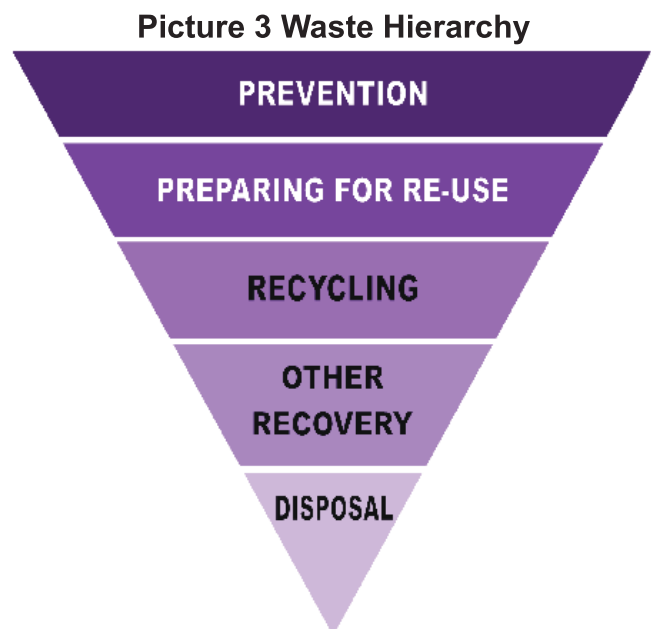 Picture 3 Waste Hierarchy
PREVENTION
PREPARING FOR RE-USE
RECYCLING
OTHER
RECOVERY
DISPOSAL